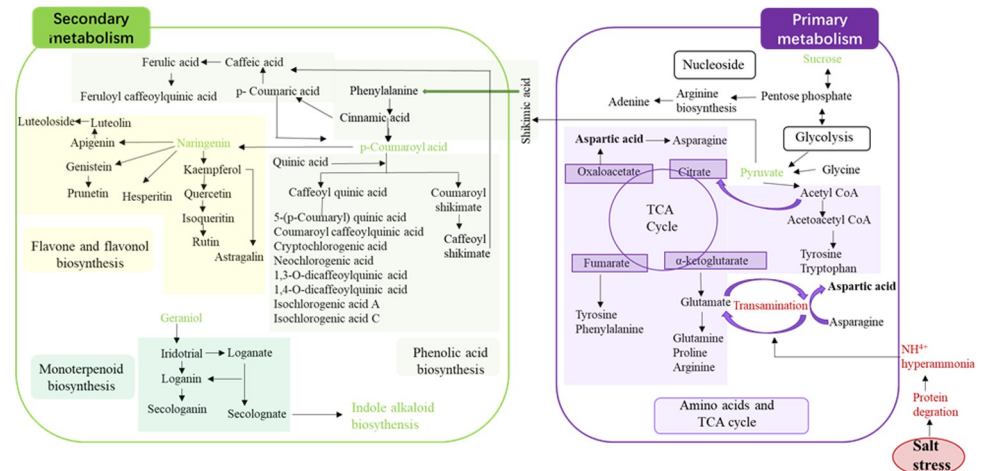 Secondary
metabolism
Primary
metabolism
Ferulic acid
Caffeic acid
Feruloyl caffeoylquinic acid
p- Coumaric acid
Phenylalanine
Cinnamic acid
p-Coumaroyl acid
Shikimic acid
Luteoloside
Luteolin
Apigenin
Naringenin
Genistein
Prunetin
Hesperitin
Kaempferol
Quercetin
Isoqueritin
Rutin
Astragalin
Flavone and flavonol
biosynthesis
Quinic acid
Caffeoyl quinic acid
Coumaroyl
shikimate
Caffeoyl
shikimate
5-(p-Coumaryl) quinic acid
Coumaroyl caffeoylquinic acid
Cryptochlorogenic acid
Neochlorogenic acid
1,3-O-dicaffeoylquinic acid
1,4-O-dicaffeoylquinic acid
Isochlorogenic acid A
Isochlorogenic acid C
Geraniol
Iridotrial
Loganate
Loganin
Secologanin
Secolognate
Monoterpenoid
biosynthesis
Indole alkaloid
biosythensis
Phenolic acid
biosynthesis
Nucleoside
Sucrose
Adenine
Arginine
biosynthesis
Pentose phosphate
Glycolysis
Aspartic acid
Asparagine
Oxaloacetate
Citrate
Pyruvate
Glycine
Acetyl CoA
Acetoacetyl CoA
TCA
Cycle
Tyrosine
Tryptophan
Fumarate
α-ketoglutarate
Aspartic acid
Glutamate
Transamination
Asparagine
Tyrosine
Phenylalanine
Glutamine
Proline
Arginine
NH⁴⁺
hyperammonia
Protein
degration
Amino acids and
TCA cycle
Salt
stress